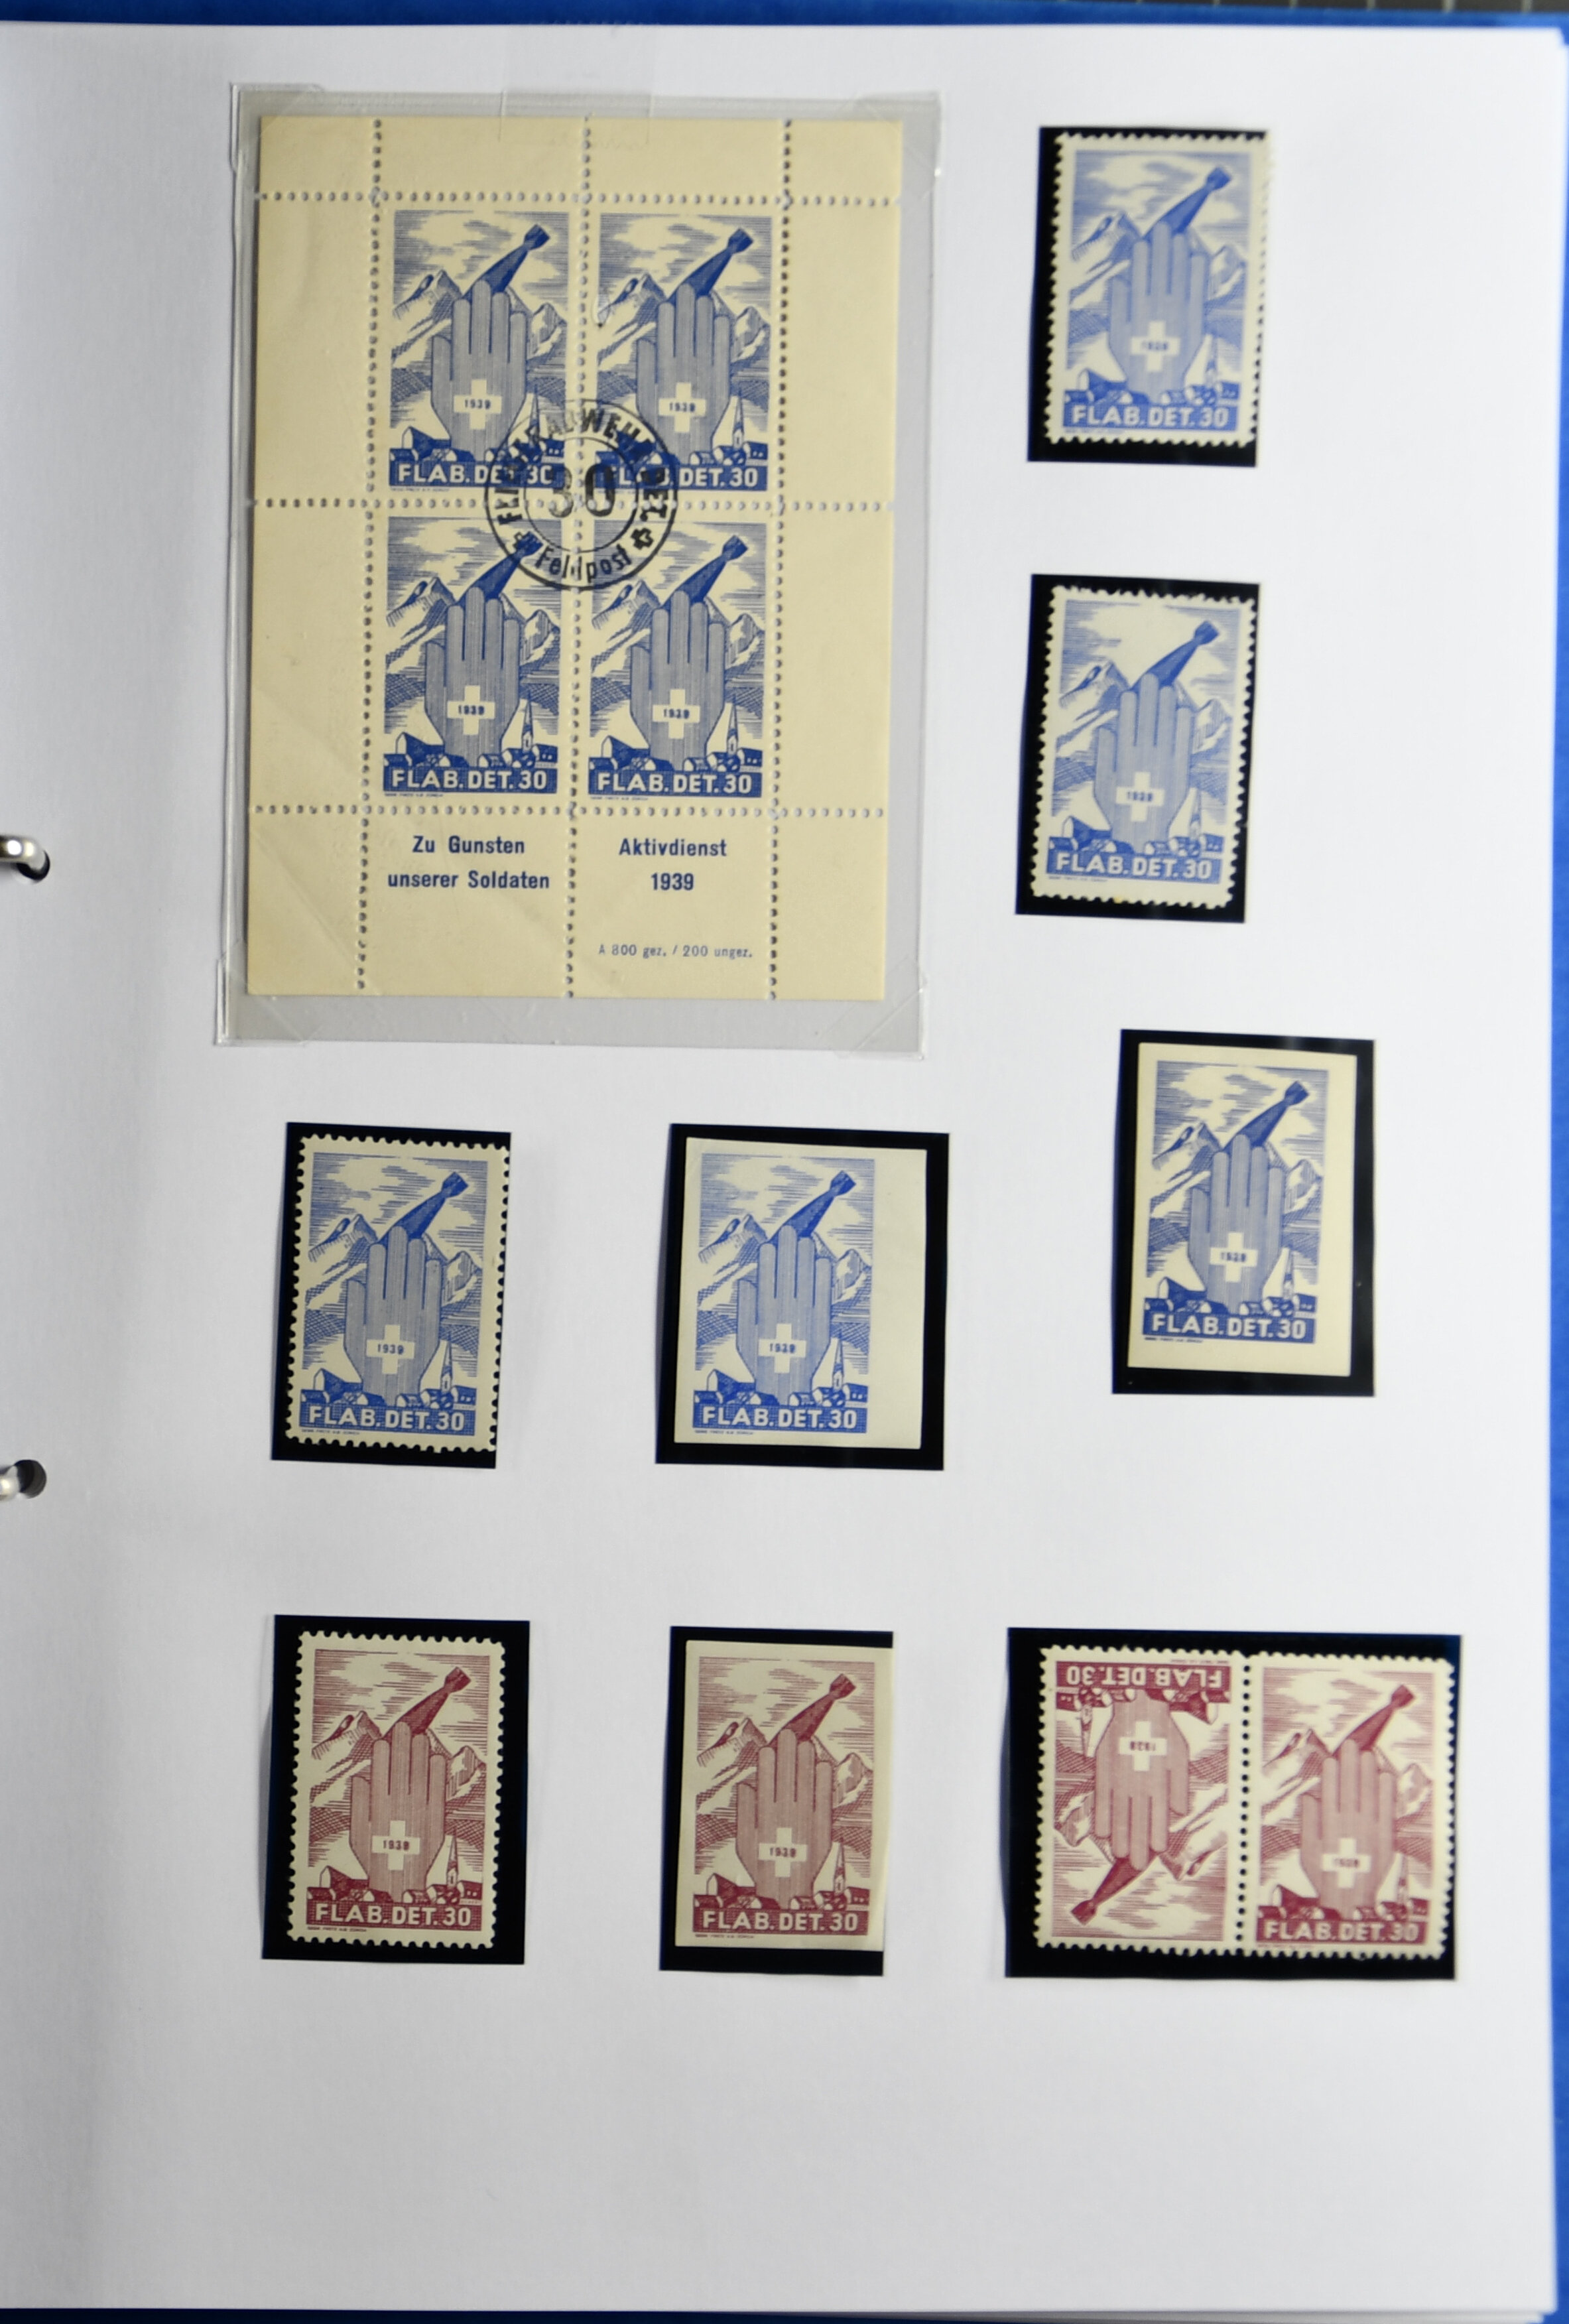 1939
1939
FLAB. DET. 30
FLAB. DET. 30
FLIEGERABWEHR DET.
30
Feldpost
1939
1939
FLAB. DET. 30
FLAB. DET. 30
Zu Gunsten
unserer Soldaten
Aktivdienst
1939
A 800 gez. / 200 ungez.
1939
FLAB. DET. 30
1939
FLAB. DET. 30
1939
FLAB. DET. 30
1939
FLAB. DET. 30
1939
FLAB. DET. 30
1939
FLAB. DET. 30
1939
FLAB. DET. 30
FLAB. DET. 30
1939
1939
FLAB. DET. 30